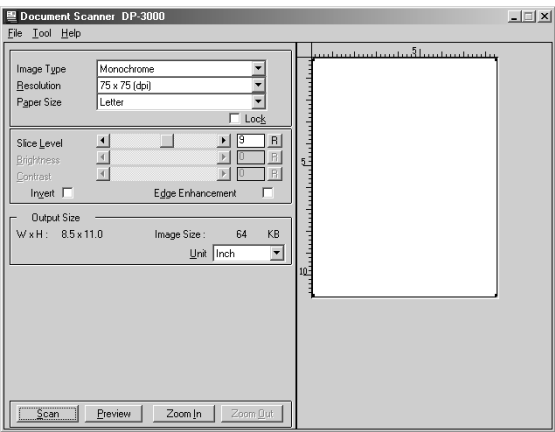 Document Scanner DP-3000
File Tool Help
Image Type Monochrome
Resolution 75 x 75 (dpi)
Paper Size Letter
Lock
Slice Level 9 R
Brightness 0 R
Contrast 0 R
Invert Edge Enhancement
Output Size
W x H : 8.5 x 11.0 Image Size : 64 KB
Unit Inch
Scan Preview Zoom In Zoom Out
5
5
10